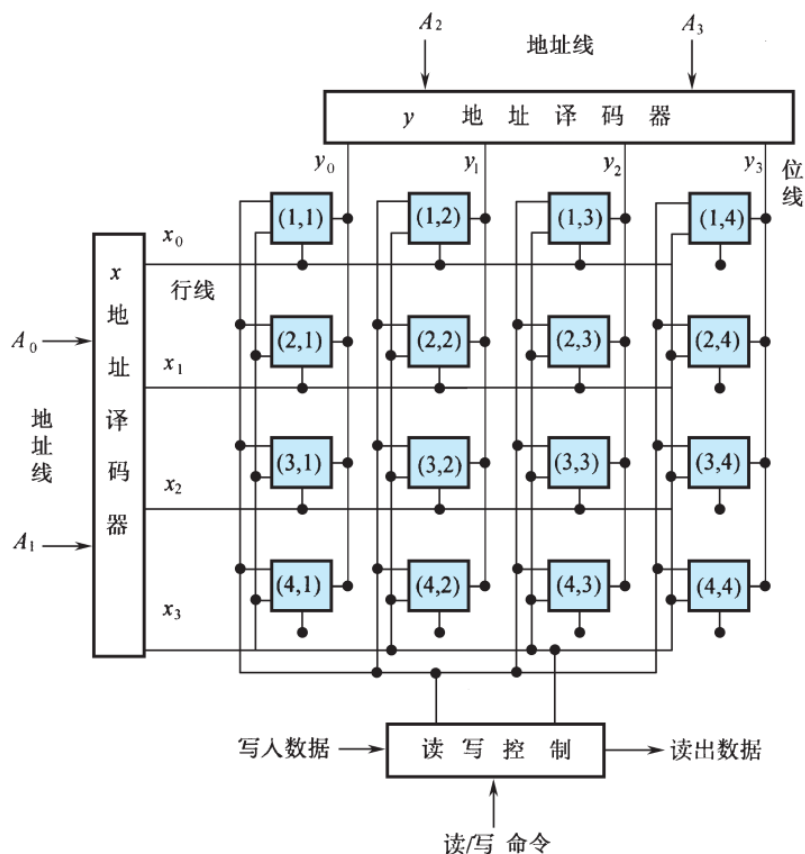 A2 地址线 A3
y 地址译码器
y0 y1 y2 y3 位线
(1,1) (1,2) (1,3) (1,4)
x0
x地址译码器
行线
A0
(2,1) (2,2) (2,3) (2,4)
x1
地址线
(3,1) (3,2) (3,3) (3,4)
x2
A1
(4,1) (4,2) (4,3) (4,4)
x3
写入数据 读写控制 读出数据
读/写 命令